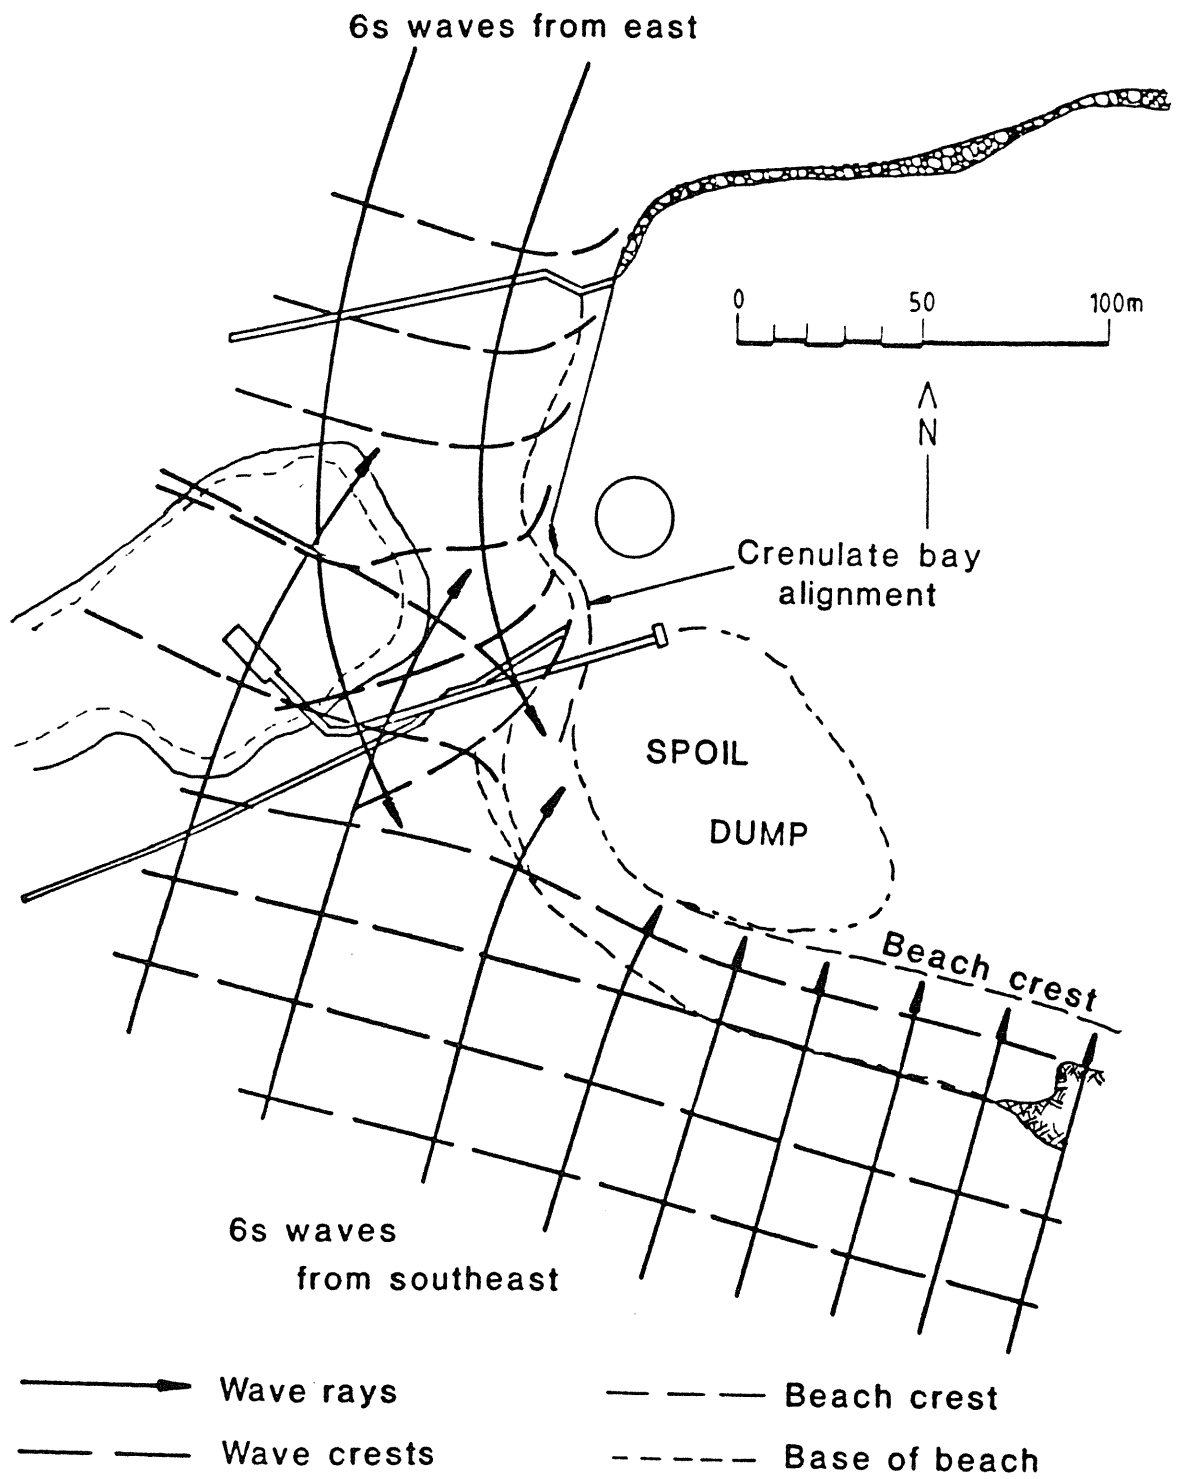 6s waves from east
0 50 100m
N
Crenulate bay
alignment
SPOIL
DUMP
Beach crest
6s waves
from southeast
Wave rays
Beach crest
Wave crests
Base of beach